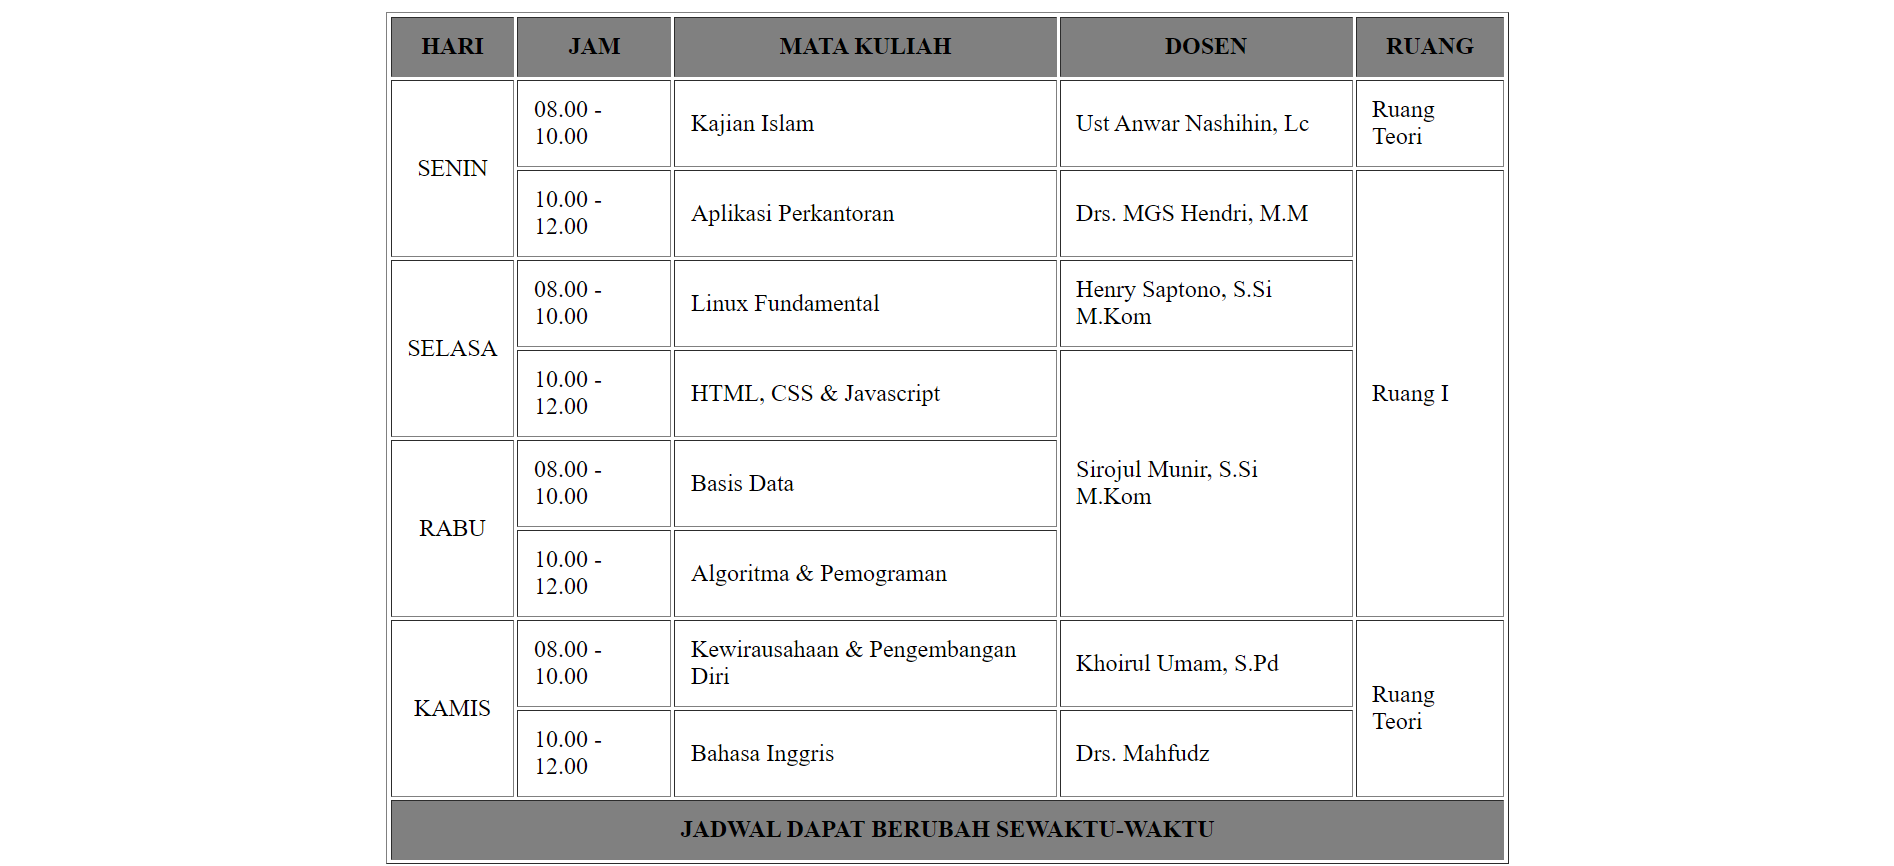 HARI JAM MATA KULIAH DOSEN RUANG
SENIN
08.00 -
10.00
Kajian Islam
Ust Anwar Nashihin, Lc
Ruang
Teori
10.00 -
12.00
Aplikasi Perkantoran
Drs. MGS Hendri, M.M
Ruang I
SELASA
08.00 -
10.00
Linux Fundamental
Henry Saptono, S.Si
M.Kom
10.00 -
12.00
HTML, CSS & Javascript
Sirojul Munir, S.Si
M.Kom
RABU
08.00 -
10.00
Basis Data
10.00 -
12.00
Algoritma & Pemograman
KAMIS
08.00 -
10.00
Kewirausahaan & Pengembangan
Diri
Khoirul Umam, S.Pd
Ruang
Teori
10.00 -
12.00
Bahasa Inggris
Drs. Mahfudz
JADWAL DAPAT BERUBAH SEWAKTU-WAKTU